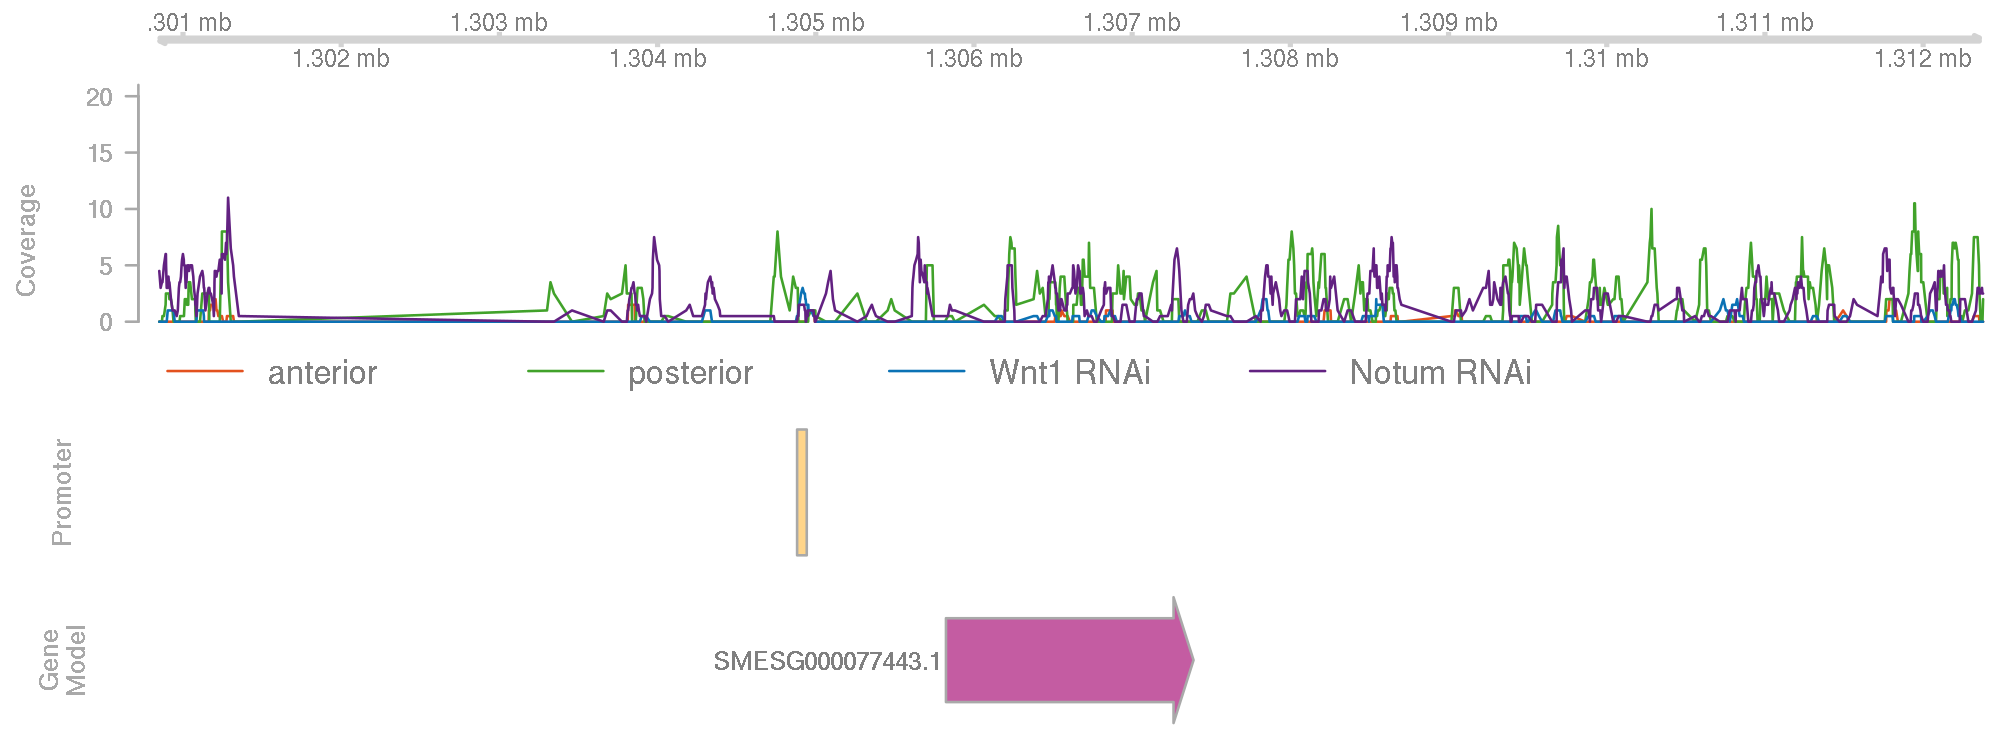 .301 mb 1.303 mb 1.305 mb 1.307 mb 1.309 mb 1.311 mb
1.302 mb 1.304 mb 1.306 mb 1.308 mb 1.31 mb 1.312 mb
20
15
10
5
0
Coverage
anterior posterior Wnt1 RNAi Notum RNAi
Promoter
Gene
Model
SMESG000077443.1